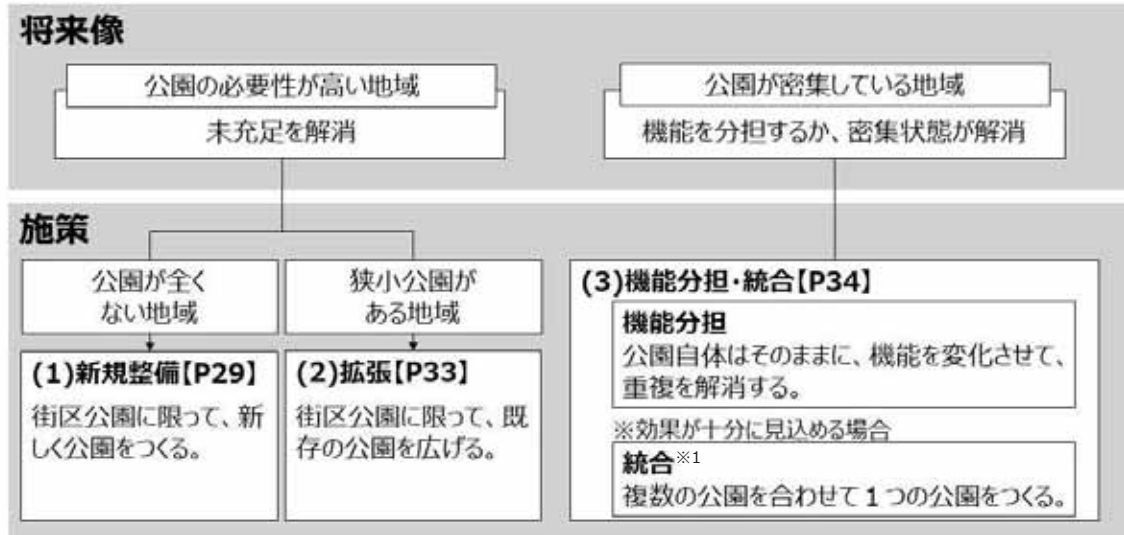 将来像
公園の必要性が高い地域
未充足を解消
公園が密集している地域
機能を分担するか、密集状態が解消
施策
公園が全く
ない地域
(1)新規整備【P29】
街区公園に限って、新
しく公園をつくる。
狭小公園が
ある地域
(2)拡張【P33】
街区公園に限って、既
存の公園を広げる。
(3)機能分担・統合【P34】
機能分担
公園自体はそのままに、機能を変化させて、
重複を解消する。
※効果が十分に見込める場合
統合※1
複数の公園を合わせて1つの公園をつくる。